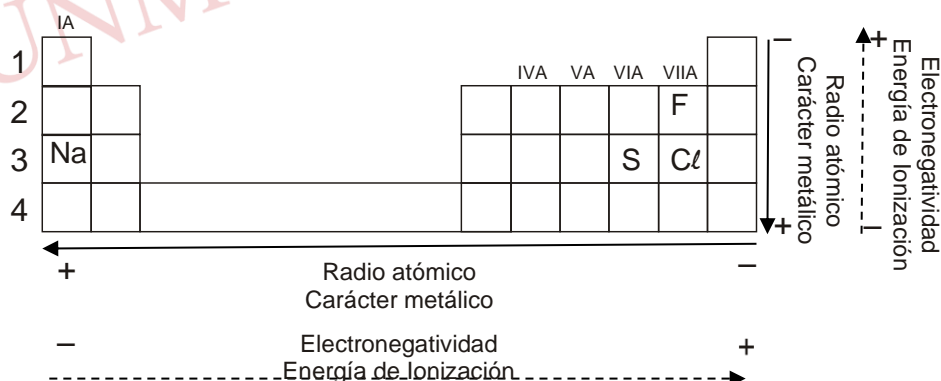 UNM
IA
1
IVA VA VIA VIIA
2 F
3 Na S Cℓ
4
+ Radio atómico −
Carácter metálico
− Electronegatividad +
Energía de Ionización
−
Radio atómico
Carácter metálico
+
+
Electronegatividad
Energía de Ionización
−